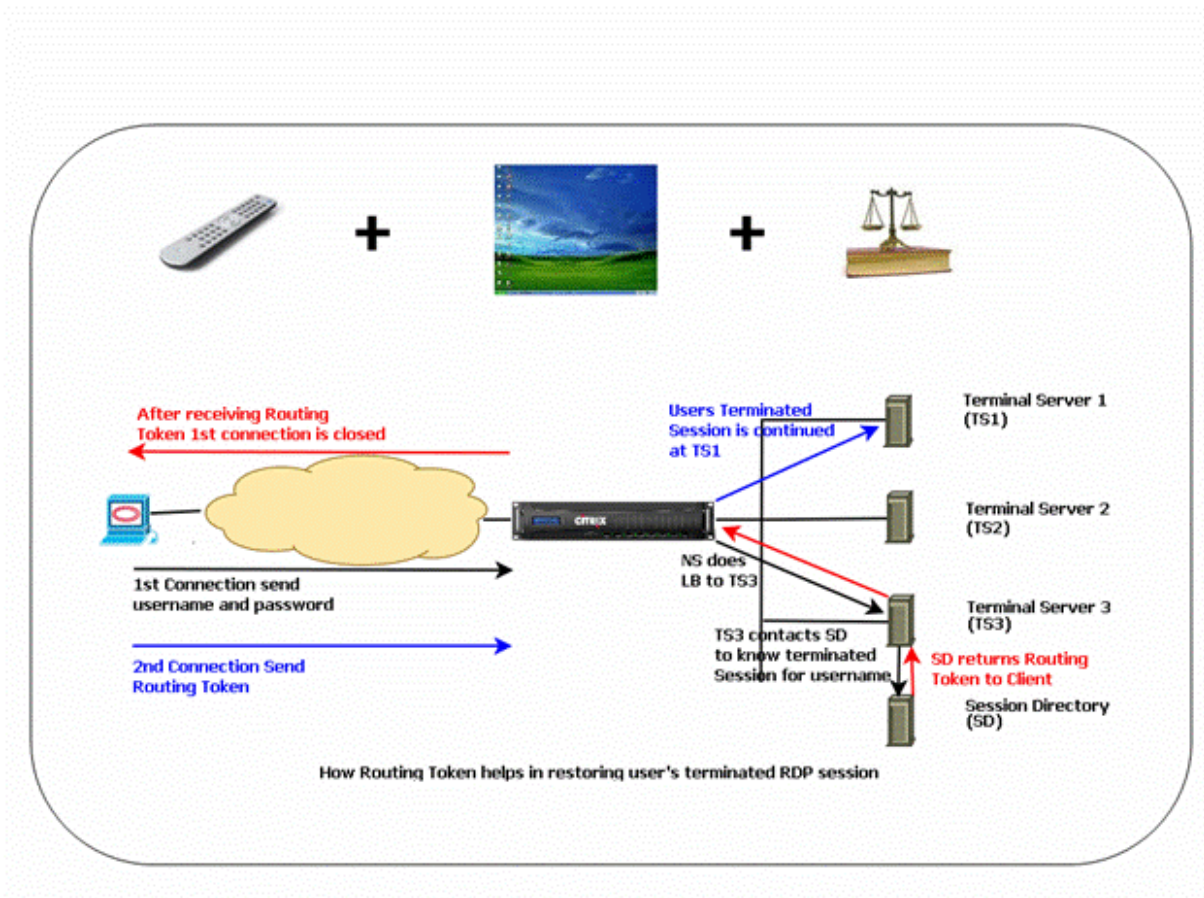 After receiving Routing
Token 1st connection is closed
Users Terminated
Session is continued
at TS1
Terminal Server 1
(TS1)
CITRIX
Terminal Server 2
(TS2)
1st Connection send
username and password
NS does
LB to TS3
Terminal Server 3
(TS3)
2nd Connection Send
Routing Token
TS3 contacts SD
to know terminated
Session for username
SD returns Routing
Token to Client
Session Directory
(SD)
How Routing Token helps in restoring user's terminated RDP session